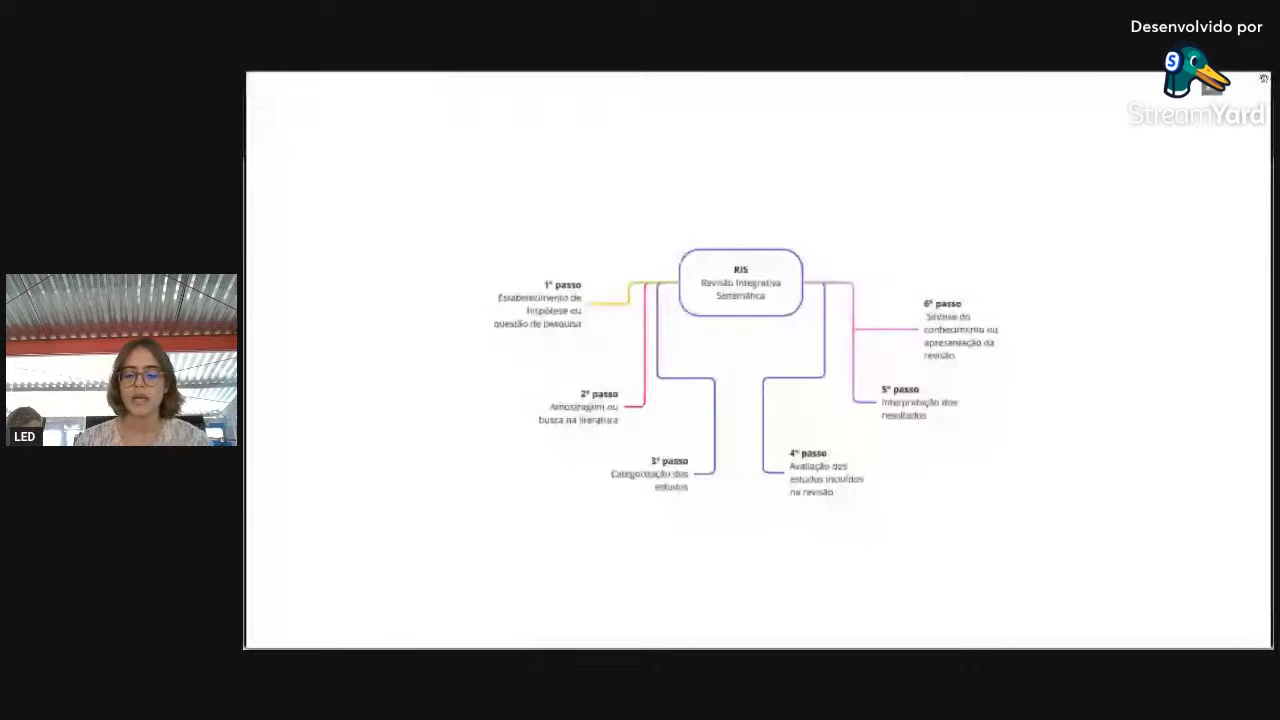 Desenvolvido por
StreamYard
RIS
Revisão Integrativa
Sistemática
1º passo
Estabelecimento de
hipótese ou
questão de pesquisa
2º passo
Amostragem ou
busca na literatura
3º passo
Categorização dos
estudos
4º passo
Avaliação dos
estudos incluídos
na revisão
5º passo
Interpretação dos
resultados
6º passo
Síntese do
conhecimento ou
apresentação da
revisão
LED